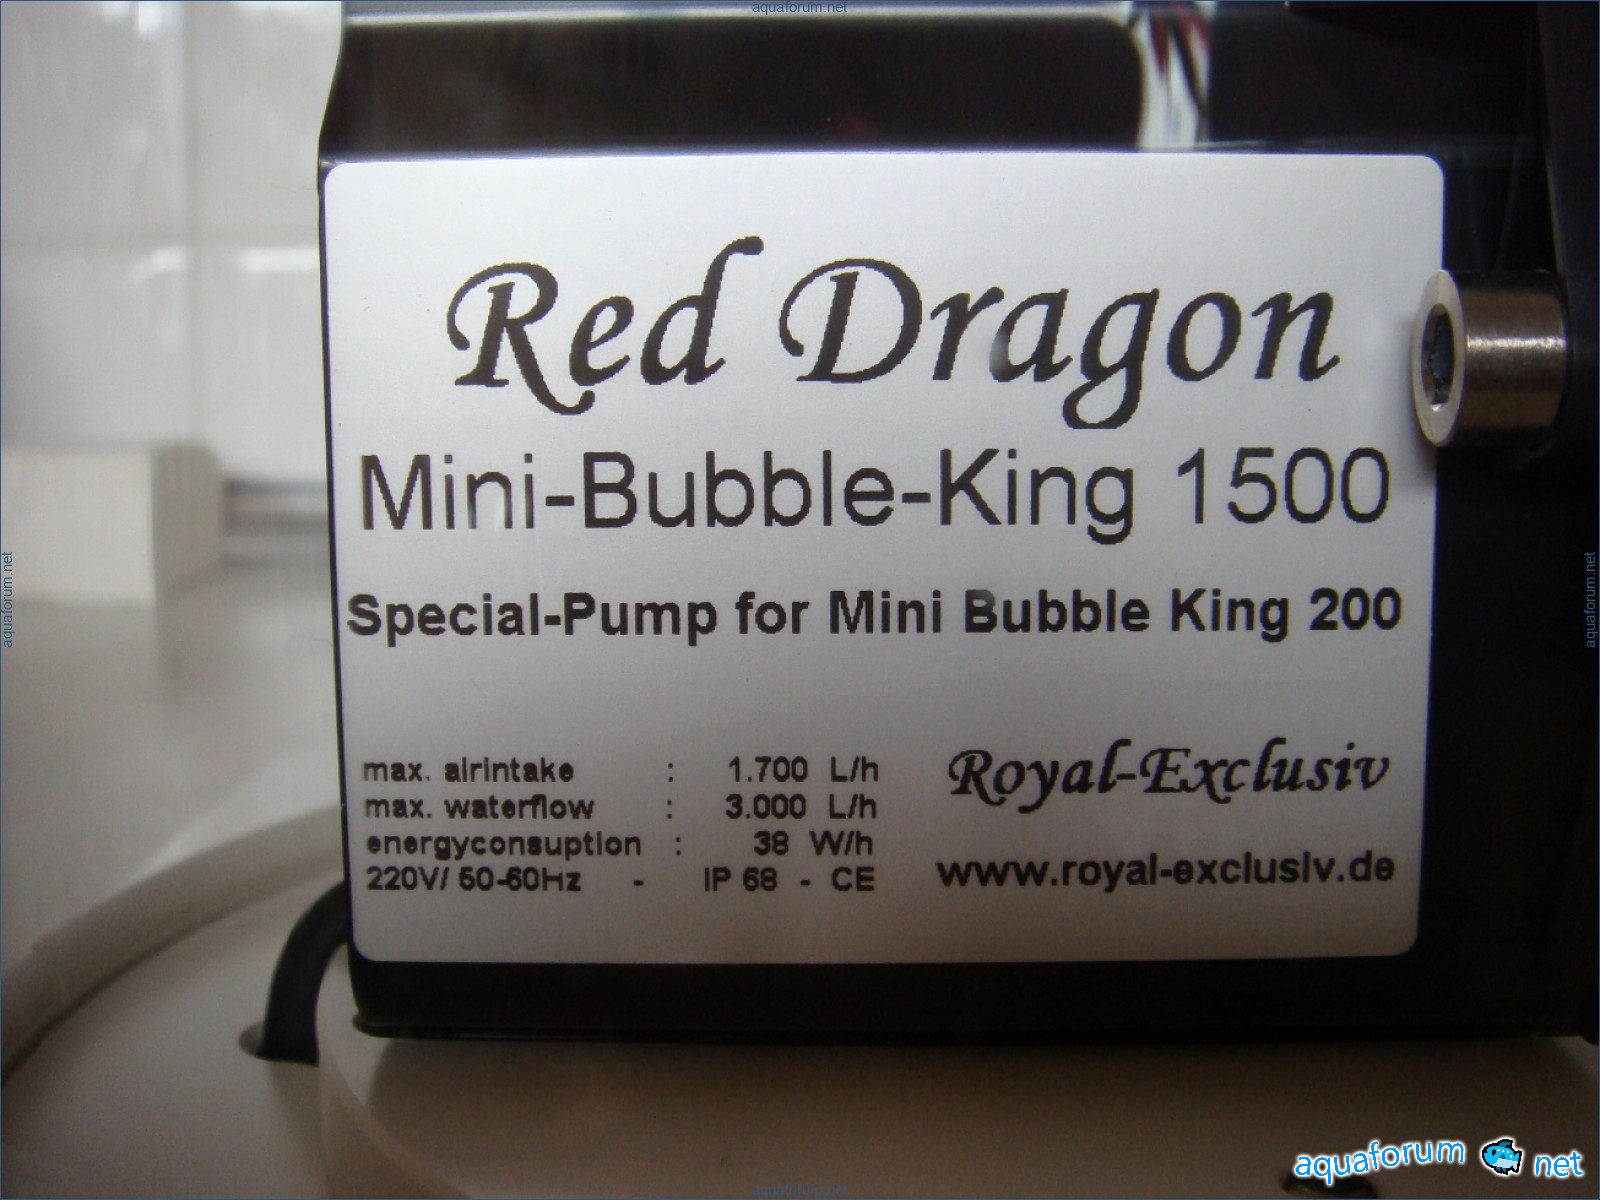 aquaforum.net
Red Dragon
Mini-Bubble-King 1500
Special-Pump for Mini Bubble King 200
max. airintake : 1.700 L/h
max. waterflow : 3.000 L/h
energyconsuption : 38 W/h
220V/ 50-60Hz - IP 68 - CE
Royal-Exclusiv
www.royal-exclusiv.de
aquaforum.net
aquaforum.net
aquaforum net
aquaforum.net